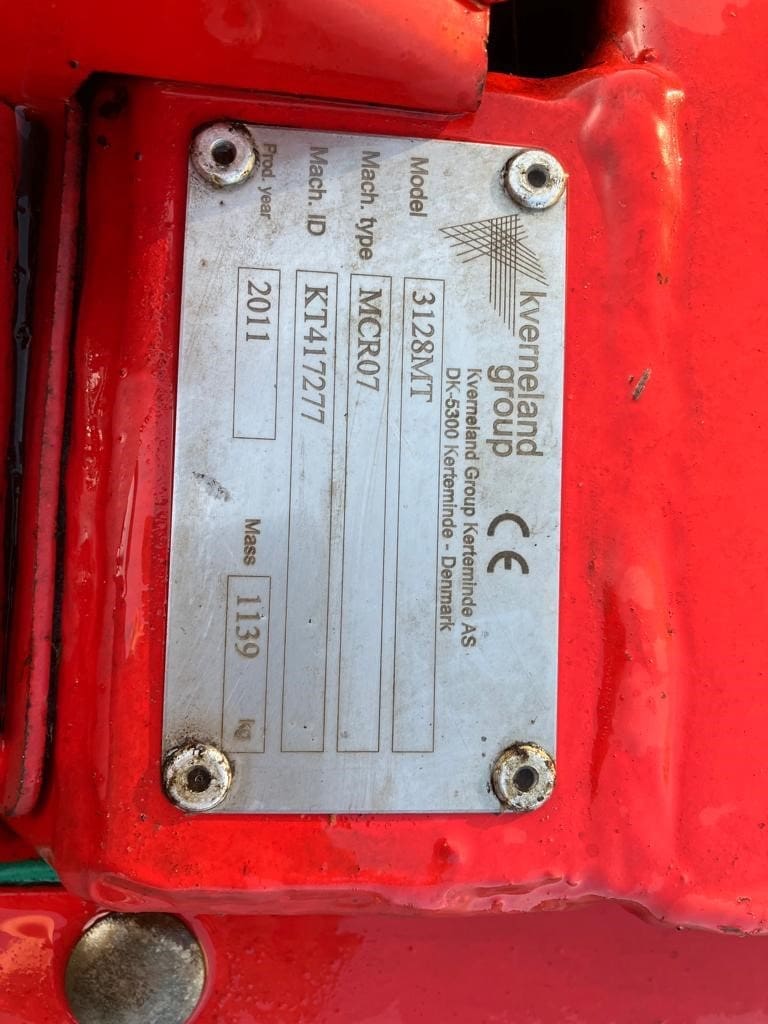 kverneland
group
CE
Kverneland Group Kerteminde AS
DK-5300 Kerteminde - Denmark
Model 3128MT
Mach. type MCR07
Mach. ID KT417277
Prod. year 2011 Mass 1139 kg